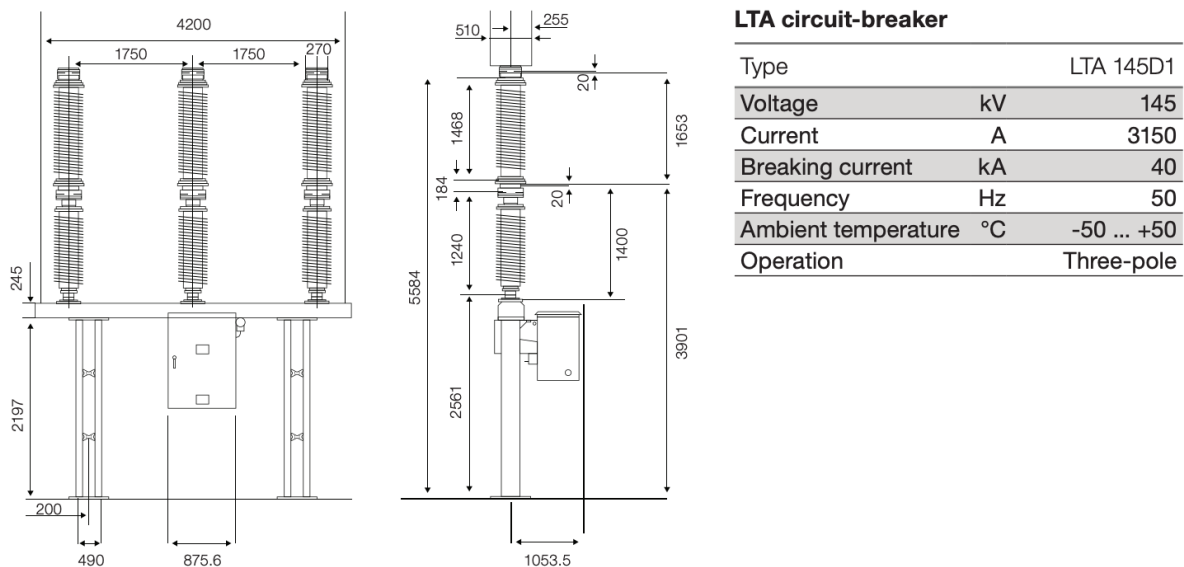 4200
1750
1750
270
245
2197
200
490
875.6
510
255
20
1468
1653
184
20
1240
1400
5584
3901
2561
1053.5
LTA circuit-breaker
Type LTA 145D1
Voltage kV 145
Current A 3150
Breaking current kA 40
Frequency Hz 50
Ambient temperature °C -50 ... +50
Operation Three-pole